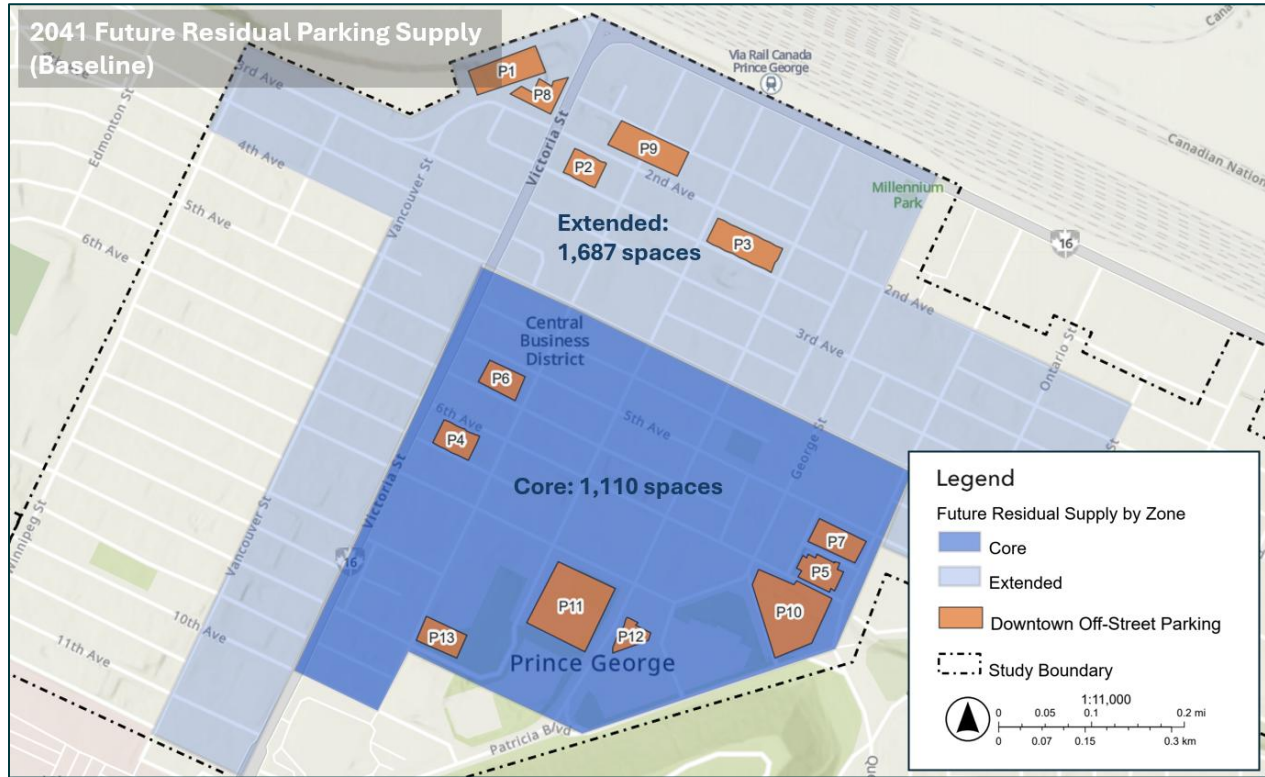 2041 Future Residual Parking Supply
(Baseline)
3rd Ave
Edmonton St
4th Ave
5th Ave
6th Ave
Vancouver St
Victoria St
P1
P8
P2
P9
2nd Ave
P3
Via Rail Canada
Prince George
Canadian Nation
Millennium
Park
16
Extended:
1,687 spaces
2nd Ave
3rd Ave
Ontario St
St
Central
Business
District
P6
6th Ave
P4
5th Ave
George St
Core: 1,110 spaces
Victoria St
16
Vancouver St
Winnipeg St
10th Ave
11th Ave
P7
P5
P10
P11
P12
P13
Prince George
Patricia Blvd
Legend
Future Residual Supply by Zone
Core
Extended
Downtown Off-Street Parking
Study Boundary
1:11,000
0 0.05 0.1 0.2 mi
0 0.07 0.15 0.3 km